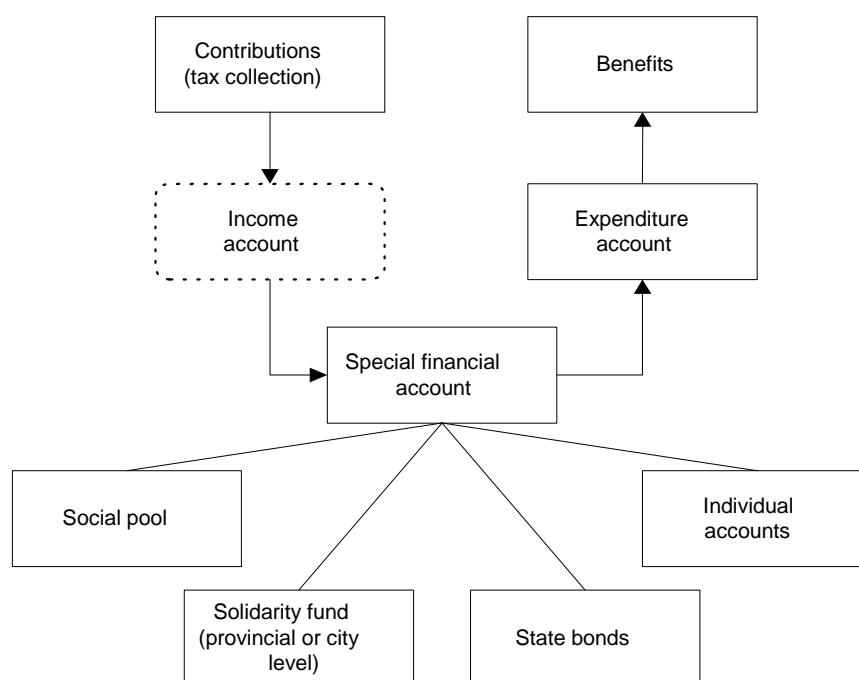 Contributions
(tax collection)
Benefits
Income
account
Expenditure
account
Special financial
account
Social pool
Individual
accounts
Solidarity fund
(provincial or city
level)
State bonds